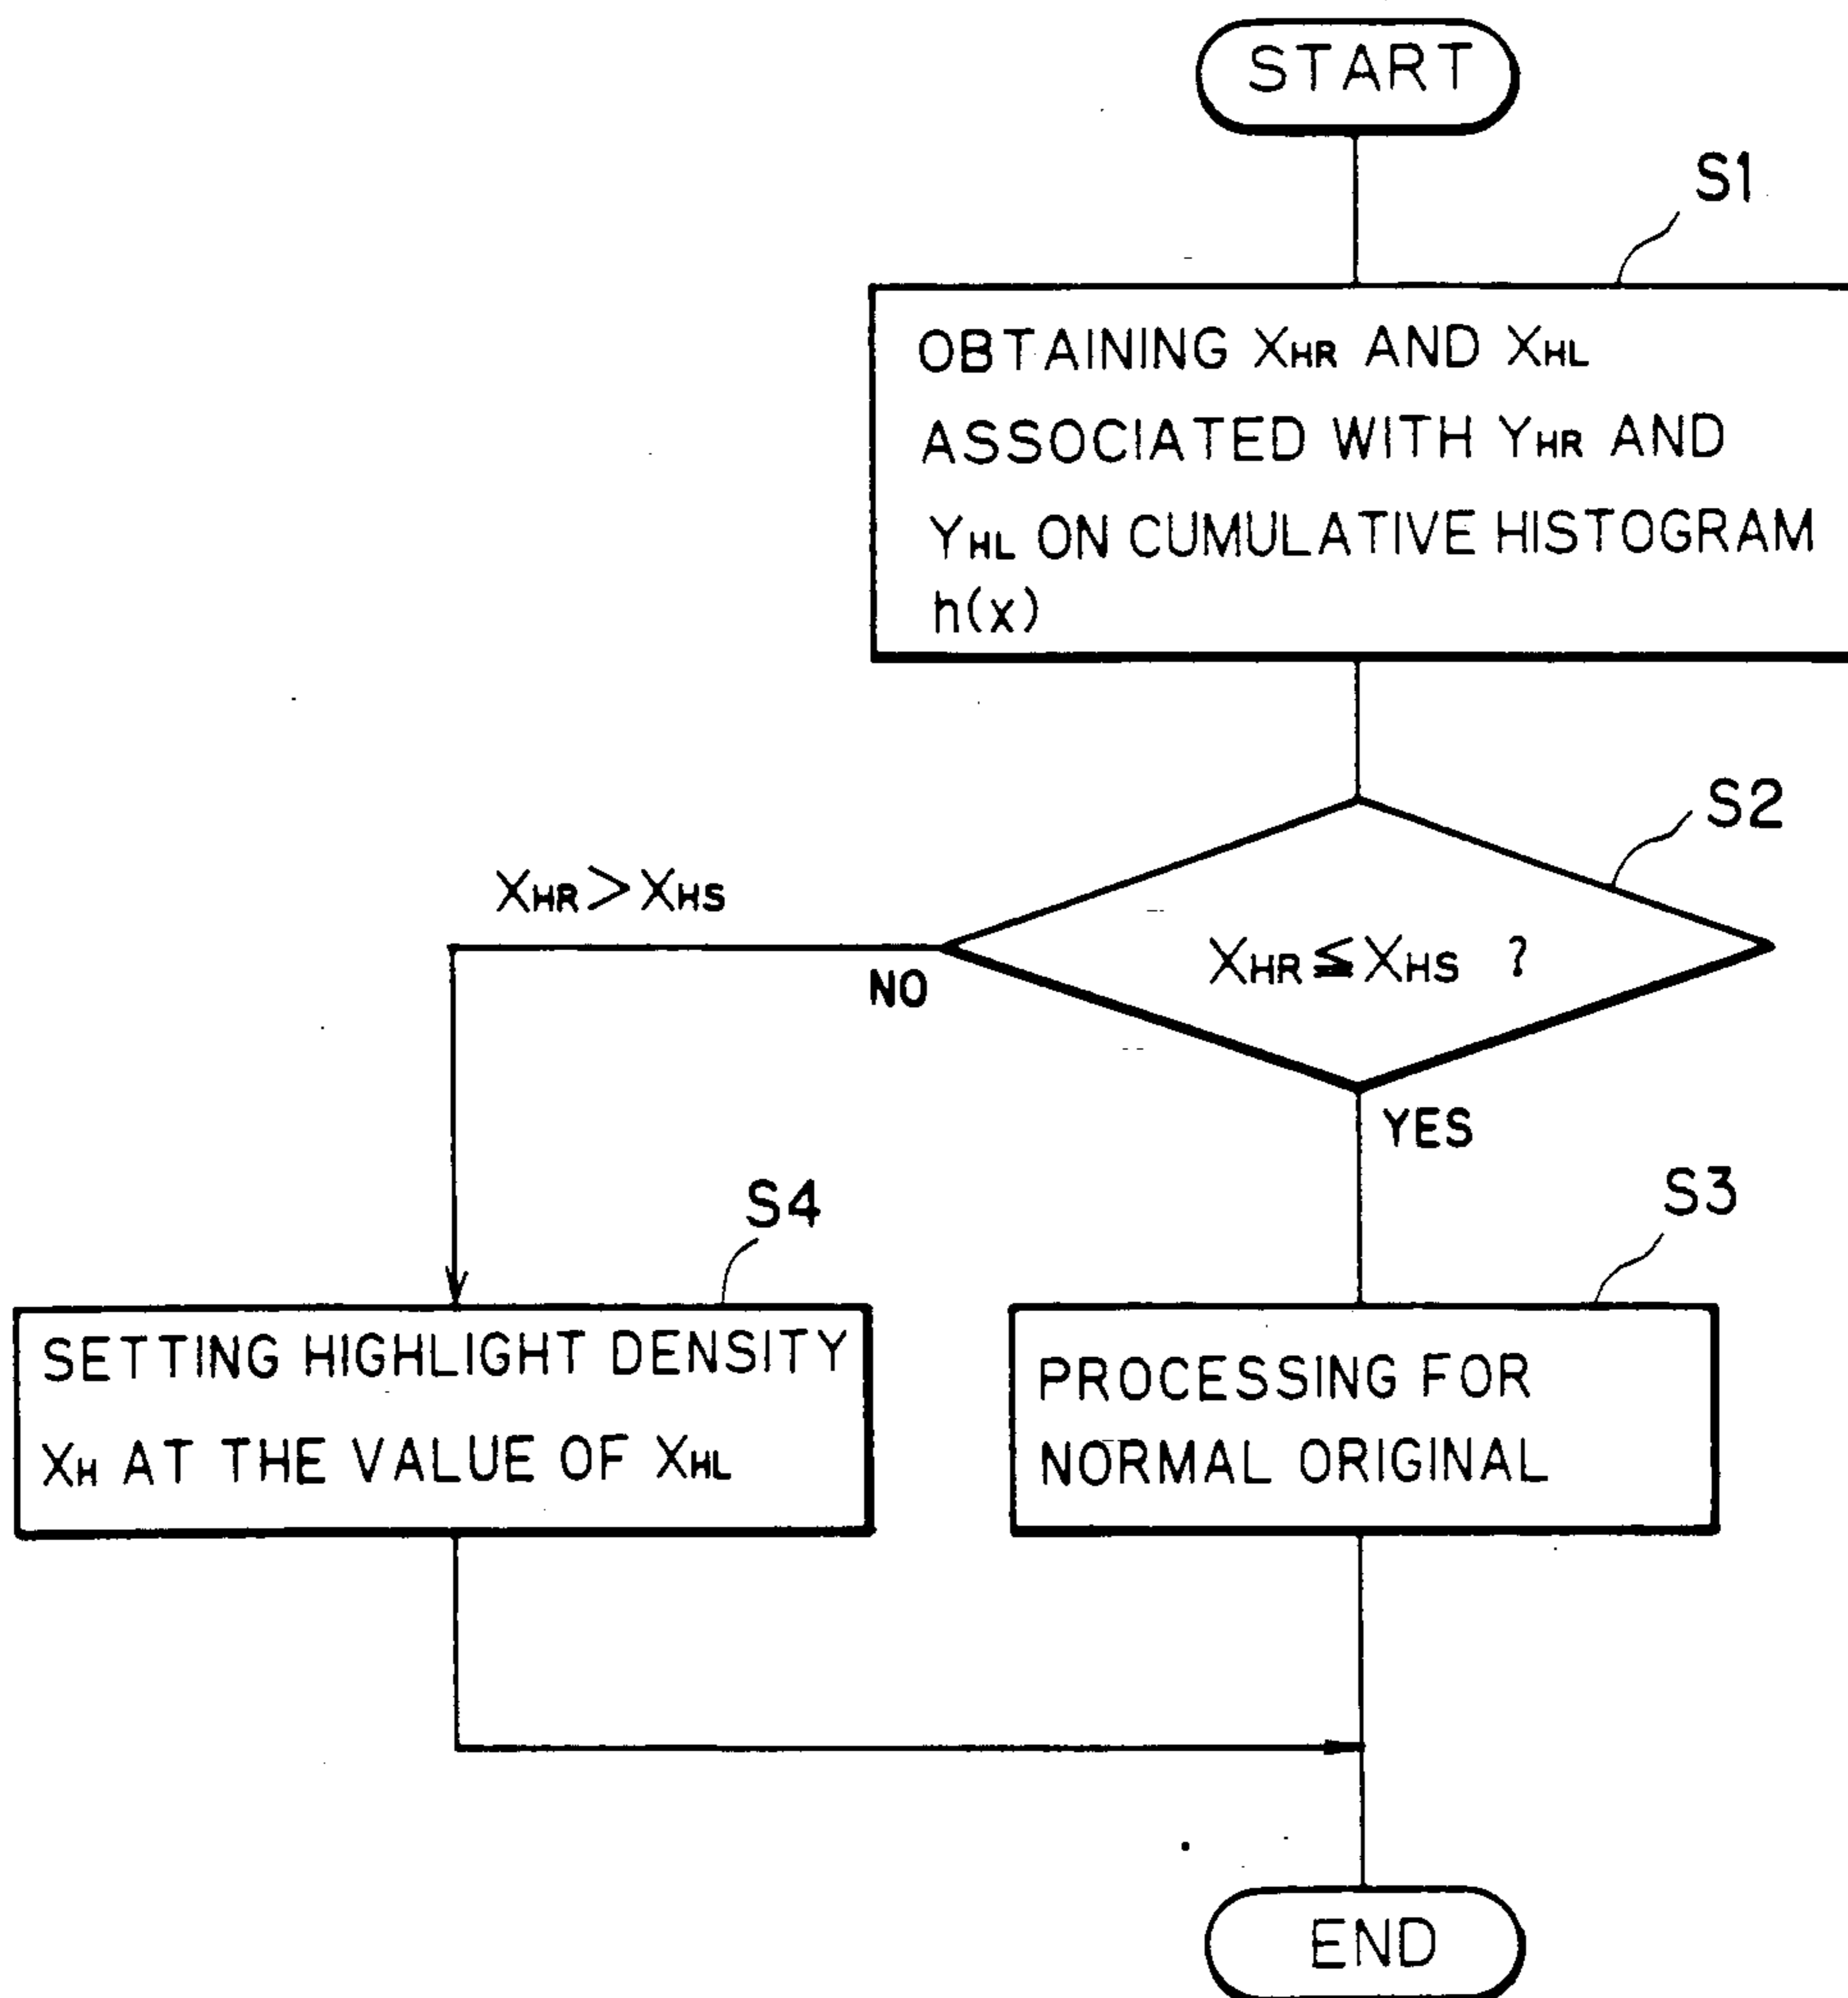 START
S1
OBTAINING XHR AND XHL
ASSOCIATED WITH YHR AND
YHL ON CUMULATIVE HISTOGRAM
h(x)
S2
XHR>XHS
XHR≦XHS ?
NO
YES
S4
S3
SETTING HIGHLIGHT DENSITY
XH AT THE VALUE OF XHL
PROCESSING FOR
NORMAL ORIGINAL
END